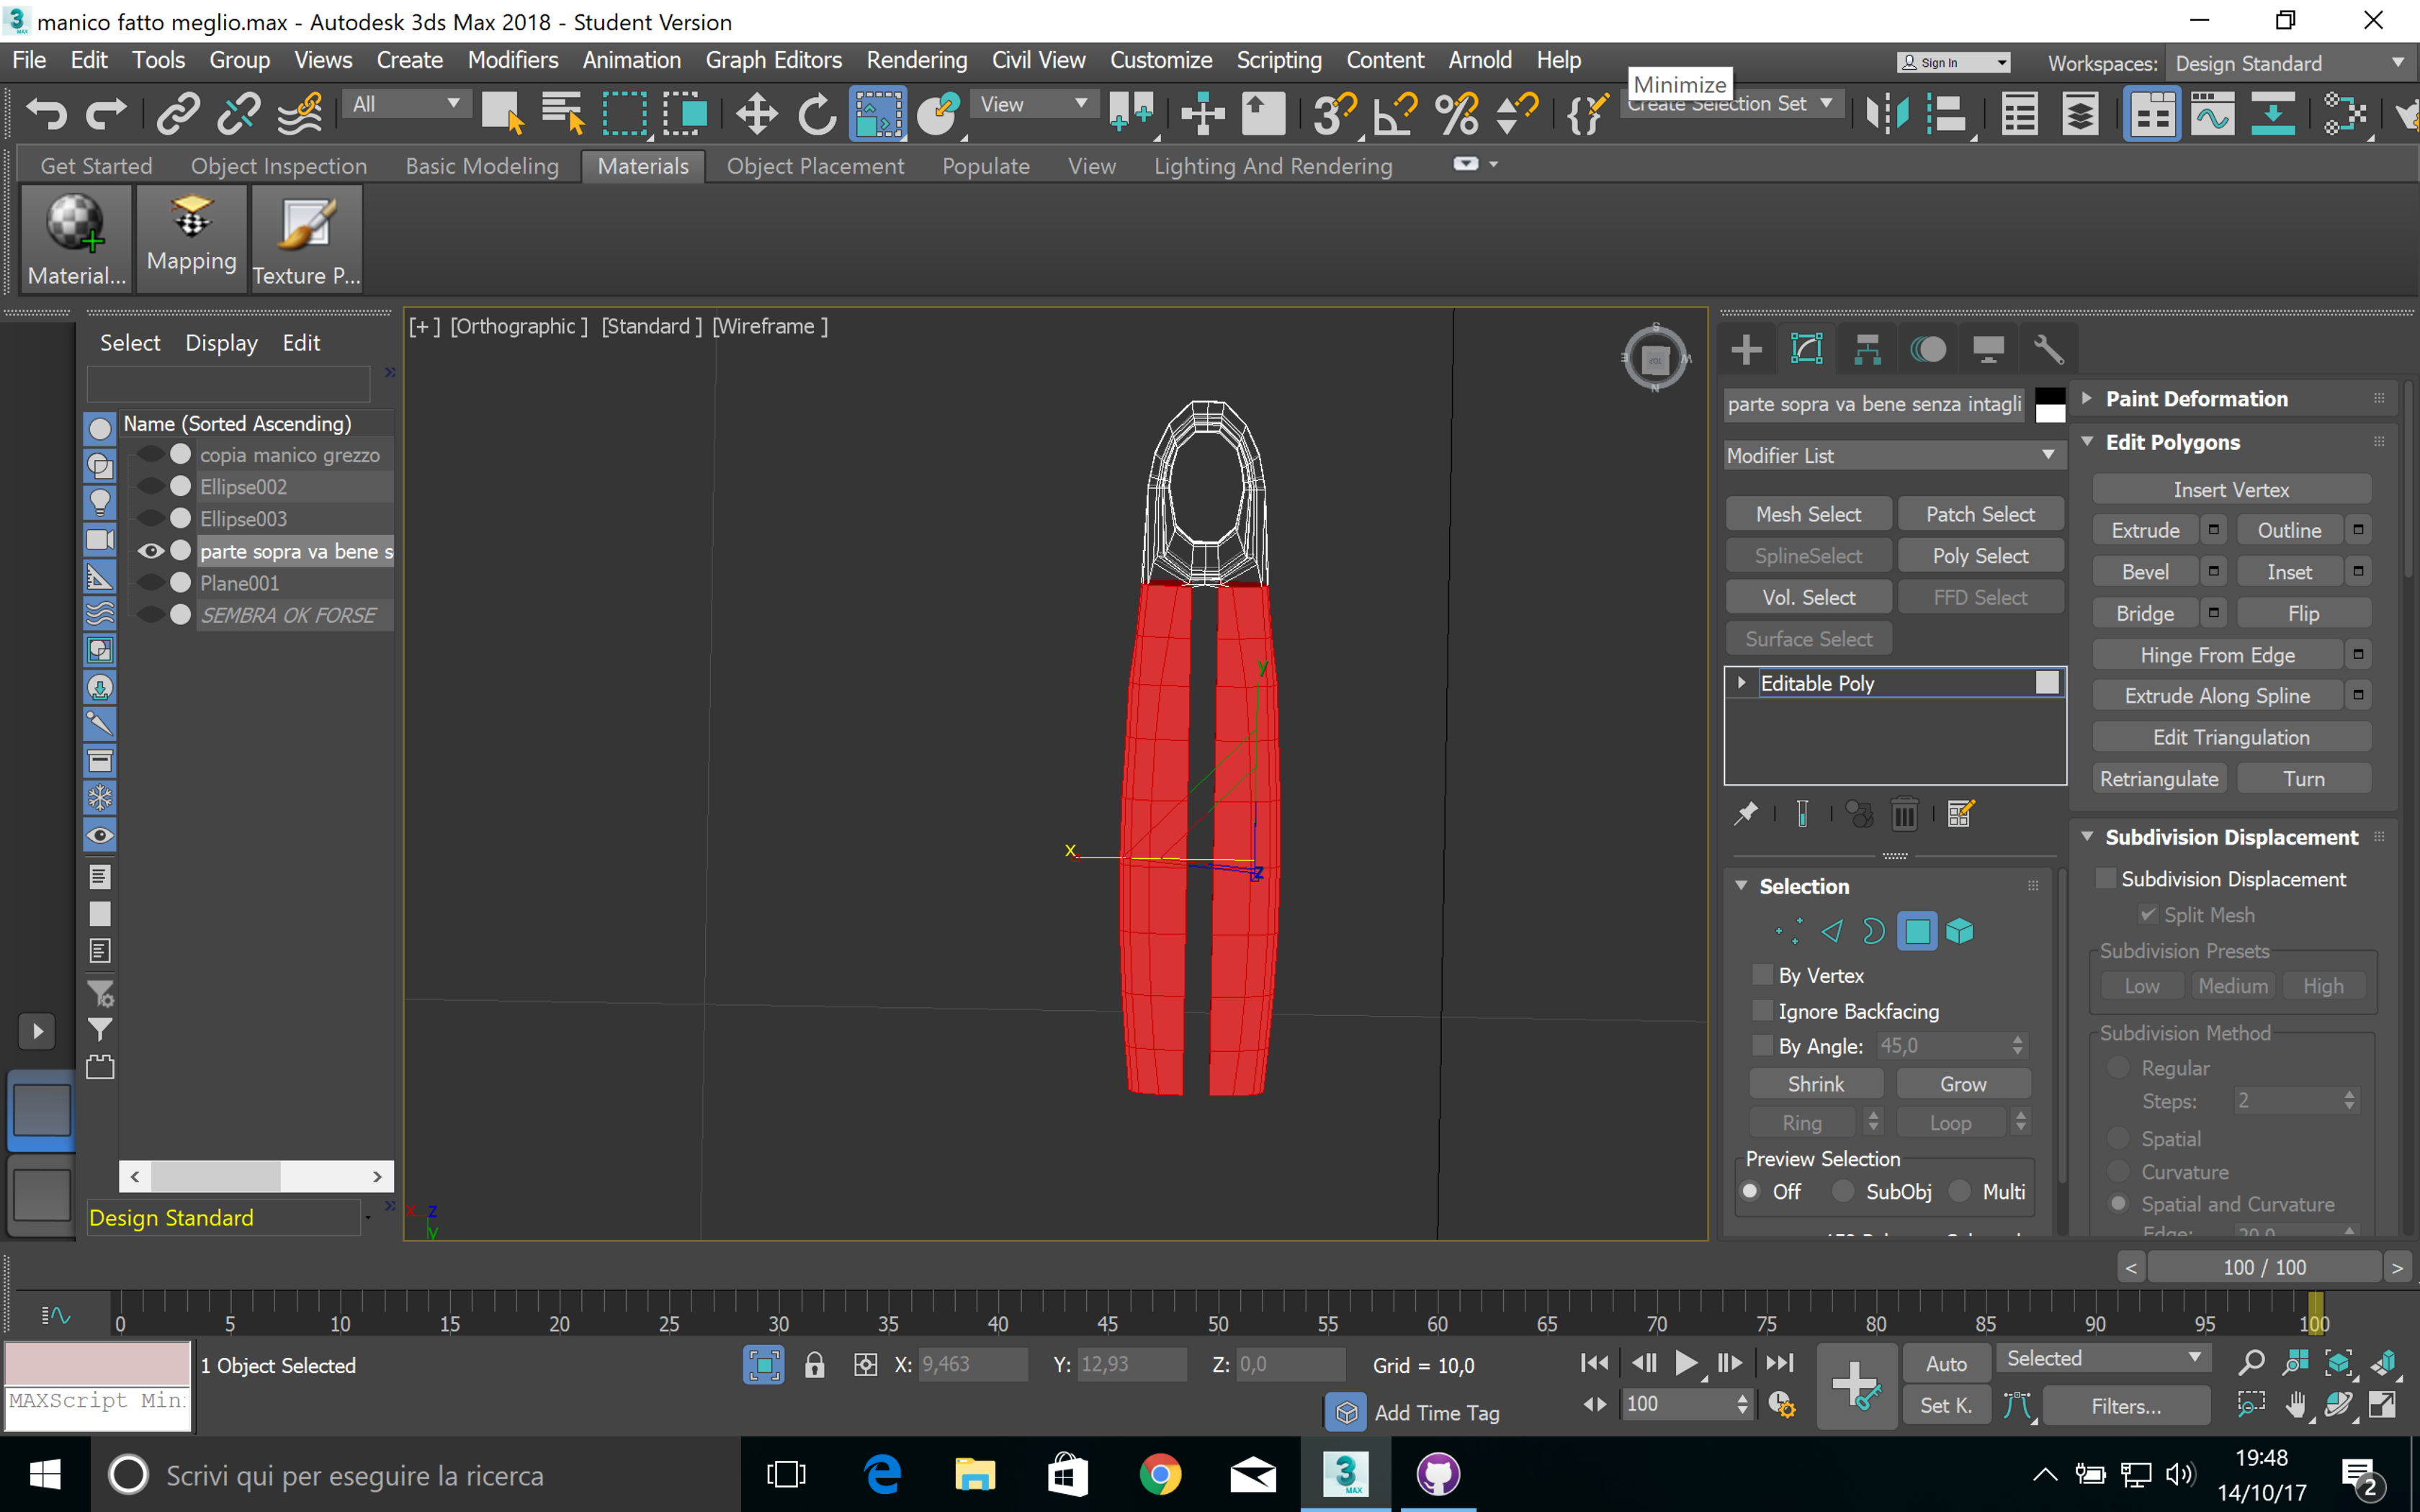 manico fatto meglio.max - Autodesk 3ds Max 2018 - Student Version
File Edit Tools Group Views Create Modifiers Animation Graph Editors Rendering Civil View Customize Scripting Content Arnold Help
Sign In
Workspaces: Design Standard
Minimize
All
View
Create Selection Set
Get Started Object Inspection Basic Modeling Materials Object Placement Populate View Lighting And Rendering
Material... Mapping Texture P...
Select Display Edit
Name (Sorted Ascending)
copia manico grezzo
Ellipse002
Ellipse003
parte sopra va bene s
Plane001
SEMBRA OK FORSE
Design Standard
[+] [Orthographic ] [Standard ] [Wireframe ]
S
E
W
N
y
x
z
x z
y
parte sopra va bene senza intagli
Modifier List
Mesh Select Patch Select
SplineSelect Poly Select
Vol. Select FFD Select
Surface Select
Editable Poly
Selection
By Vertex
Ignore Backfacing
By Angle: 45,0
Shrink Grow
Ring Loop
Preview Selection
Off SubObj Multi
Paint Deformation
Edit Polygons
Insert Vertex
Extrude Outline
Bevel Inset
Bridge Flip
Hinge From Edge
Extrude Along Spline
Edit Triangulation
Retriangulate Turn
Subdivision Displacement
Subdivision Displacement
Split Mesh
Subdivision Presets
Low Medium High
Subdivision Method
Regular
Steps: 2
Spatial
Curvature
Spatial and Curvature
Edge: 20,0
< 100 / 100 >
0 5 10 15 20 25 30 35 40 45 50 55 60 65 70 75 80 85 90 95 100
1 Object Selected
X: 9,463 Y: 12,93 Z: 0,0 Grid = 10,0
Auto Selected
MAXScript Min
Add Time Tag
100
Set K. Filters...
Scrivi qui per eseguire la ricerca
3
MAX
19:48
14/10/17
2